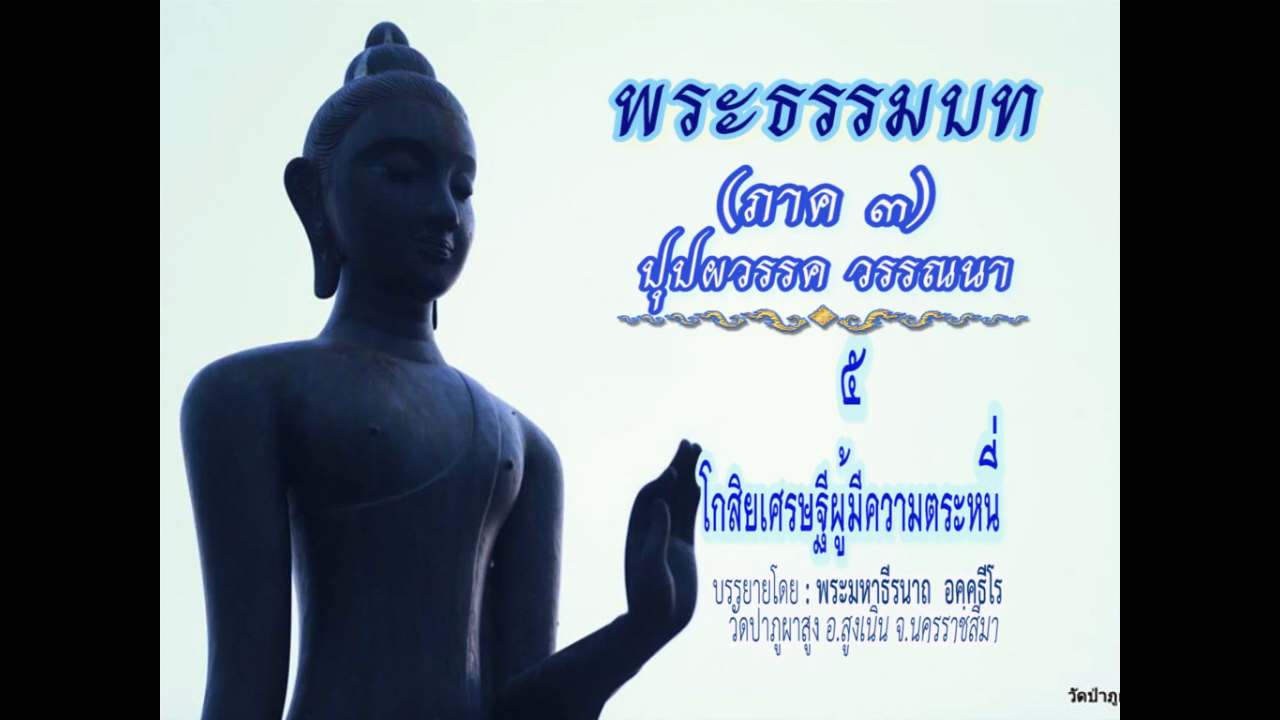 พระธรรมบท
(ภาค ๓)
ปุปผวรรค วรรณนา
๕
โกสิยเศรษฐีผู้มีความตระหนี่
บรรยายโดย : พระมหาธีรนาถ อคฺคธีโร
วัดป่าภูผาสูง อ.สูงเนิน จ.นครราชสีมา
วัดป่าภู